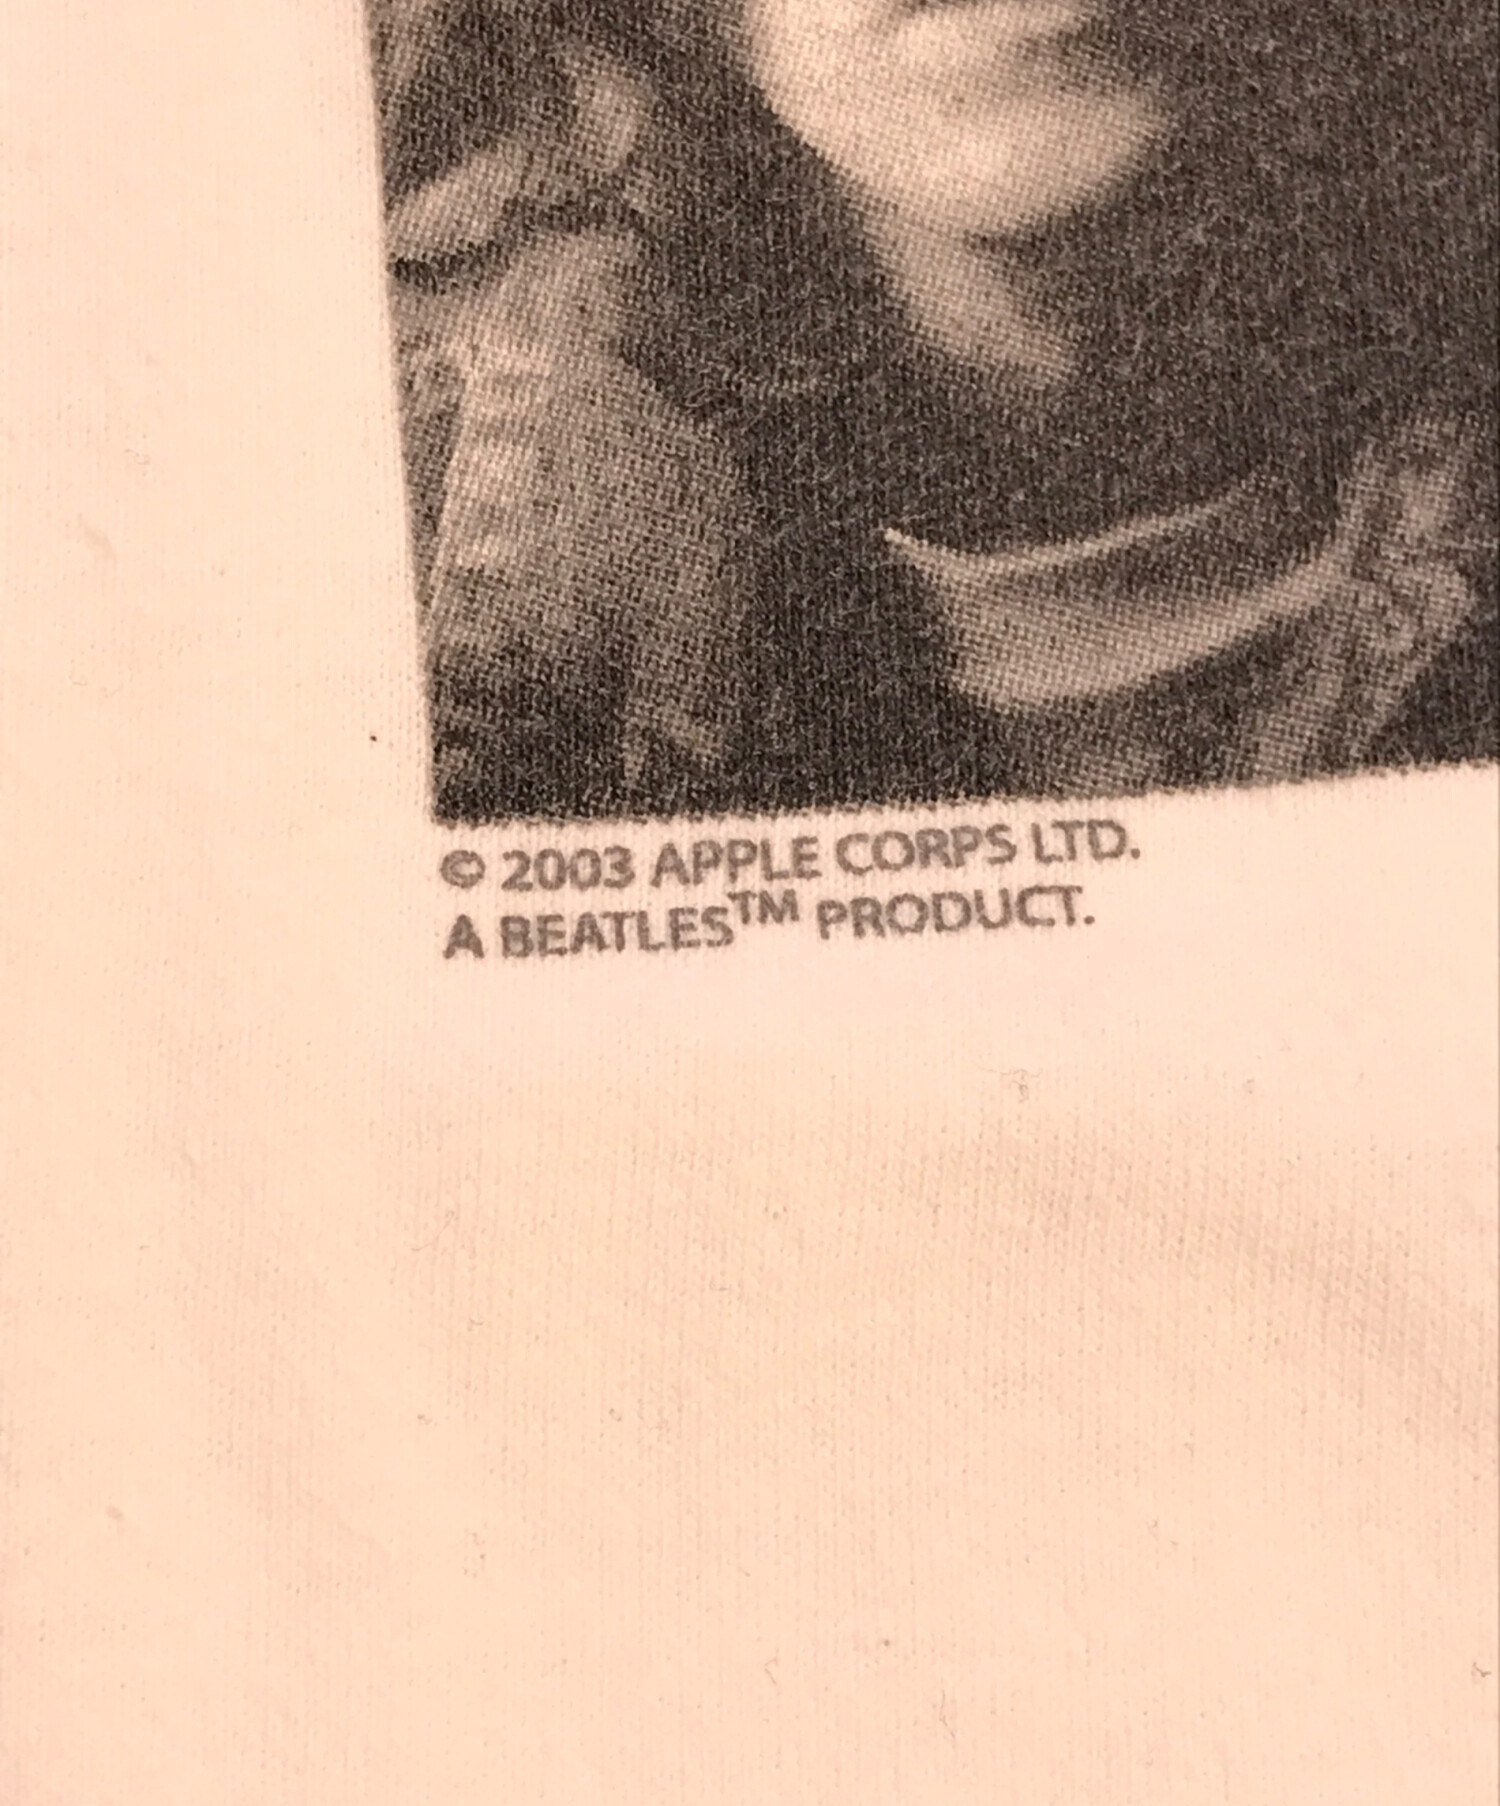 © 2003 APPLE CORPS LTD.
A BEATLES™ PRODUCT.